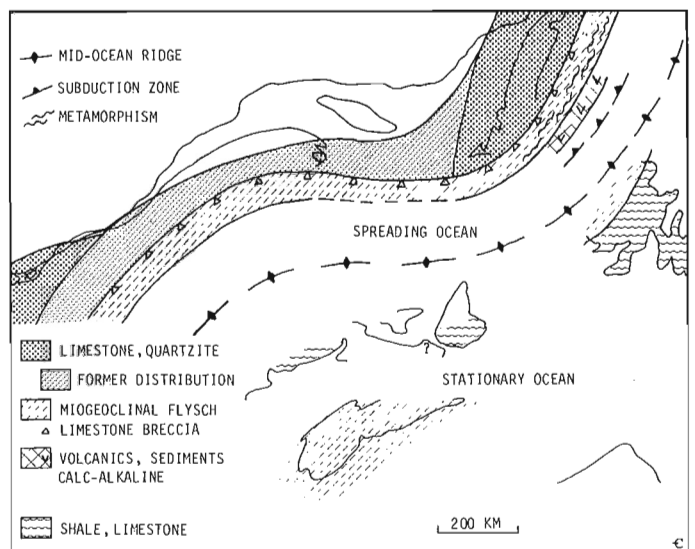 MID-OCEAN RIDGE
SUBDUCTION ZONE
METAMORPHISM
SPREADING OCEAN
LIMESTONE, QUARTZITE
FORMER DISTRIBUTION
?
STATIONARY OCEAN
MIOGEOCLINAL FLYSCH
LIMESTONE BRECCIA
VOLCANICS, SEDIMENTS
CALC-ALKALINE
SHALE, LIMESTONE
200 KM
€